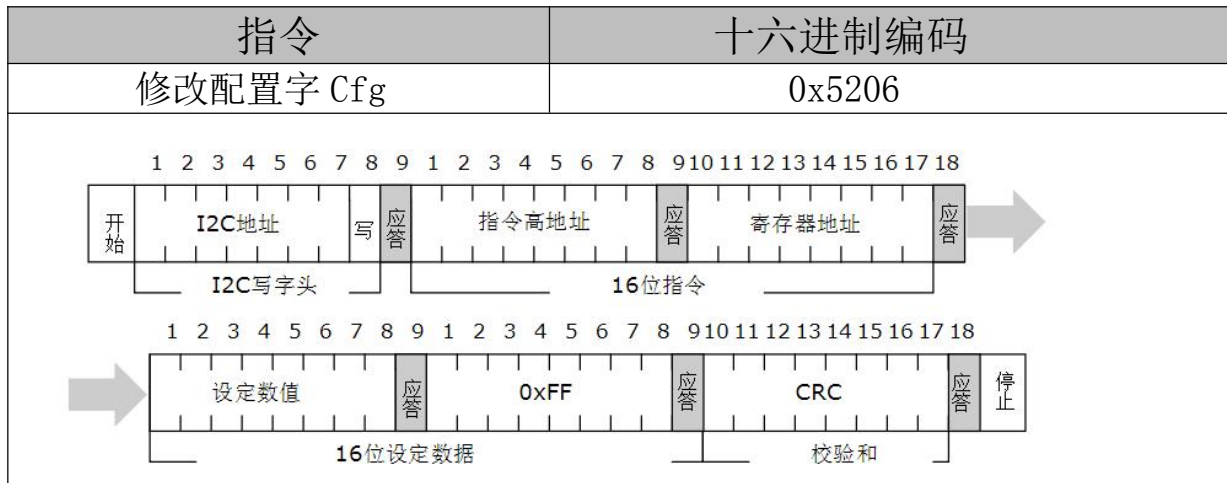 指令 十六进制编码
修改配置字 Cfg 0x5206
1 2 3 4 5 6 7 8 9 1 2 3 4 5 6 7 8 9 10 11 12 13 14 15 16 17 18
开始 I2C地址 写 应答 指令高地址 应答 寄存器地址 应答
I2C写字头 16位指令
1 2 3 4 5 6 7 8 9 1 2 3 4 5 6 7 8 9 10 11 12 13 14 15 16 17 18
设定数值 应答 0xFF 应答 CRC 应答 停止
16位设定数据 校验和